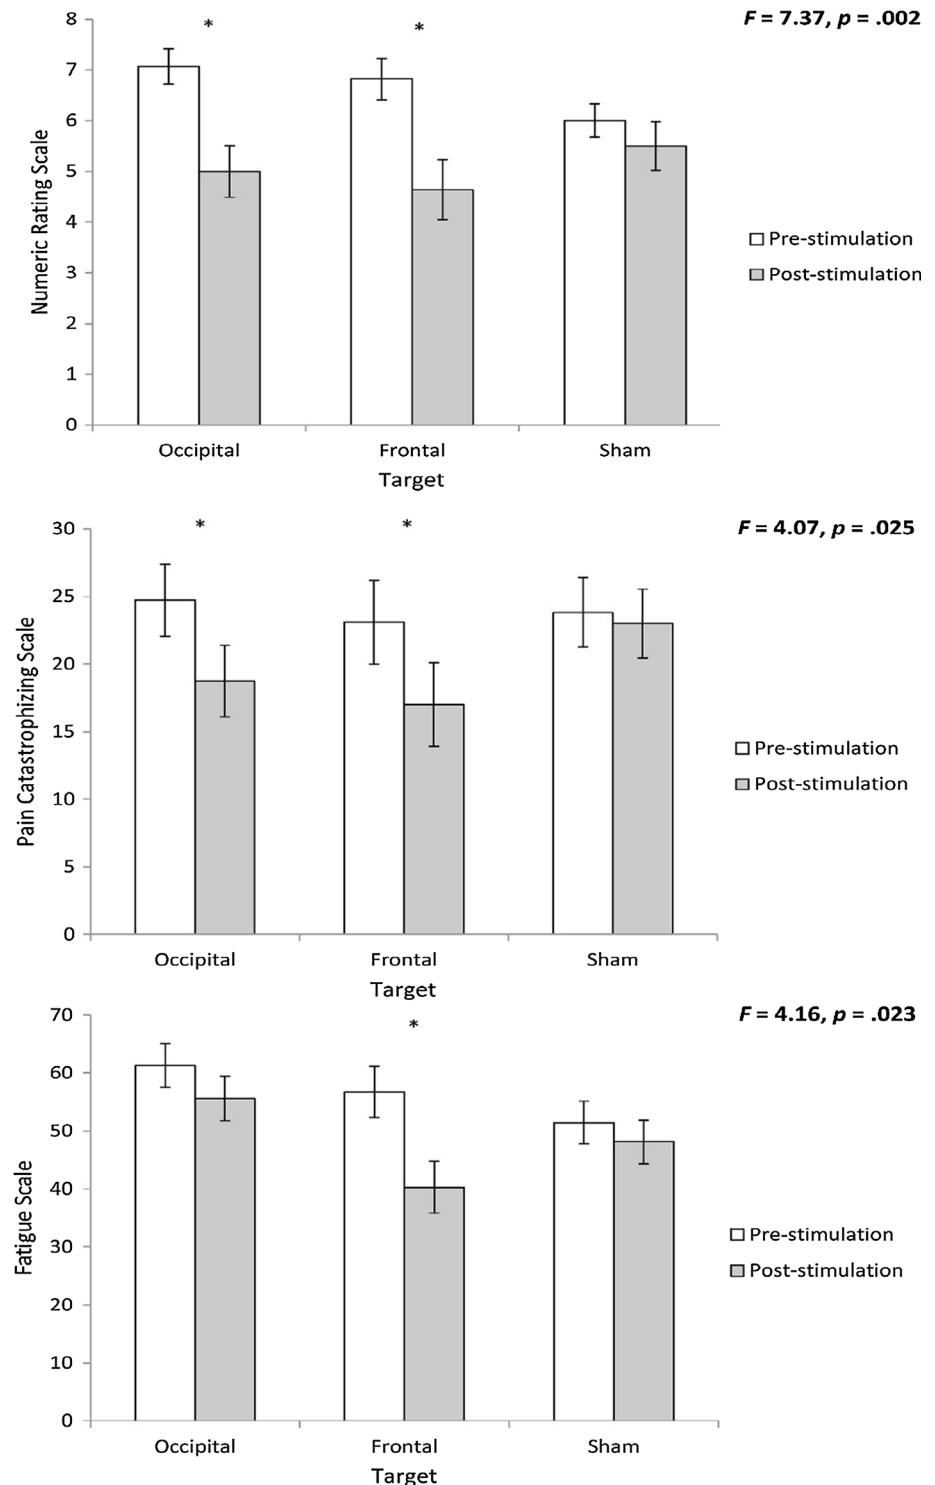 F = 7.37, p = .002
*
*
Numeric Rating Scale
8
7
6
5
4
3
2
1
0
Pre-stimulation
Post-stimulation
Occipital
Frontal
Sham
Target
F = 4.07, p = .025
*
*
Pain Catastrophizing Scale
30
25
20
15
10
5
0
Pre-stimulation
Post-stimulation
Occipital
Frontal
Sham
Target
F = 4.16, p = .023
*
Fatigue Scale
70
60
50
40
30
20
10
0
Pre-stimulation
Post-stimulation
Occipital
Frontal
Sham
Target